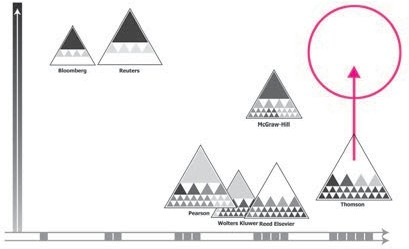 Bloomberg
Reuters
McGraw-Hill
Thomson
Pearson
Wolters Kluwer
Reed Elsevier